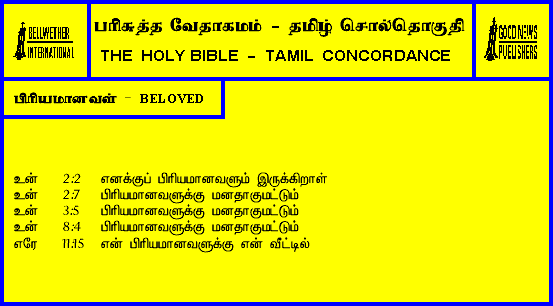 BELLWETHER
INTERNATIONAL
பரிசுத்த வேதாகமம் - தமிழ் சொல்தொகுதி
THE HOLY BIBLE - TAMIL CONCORDANCE
GOOD NEWS
PUBLISHERS
பிரியமானவள் - BELOVED
உன் 2:2 எனக்குப் பிரியமானவளும் இருக்கிறாள்
உன் 2:7 பிரியமானவளுக்கு மனதாகுமட்டும்
உன் 3:5 பிரியமானவளுக்கு மனதாகுமட்டும்
உன் 8:4 பிரியமானவளுக்கு மனதாகுமட்டும்
எரே 11:15 என் பிரியமானவளுக்கு என் வீட்டில்